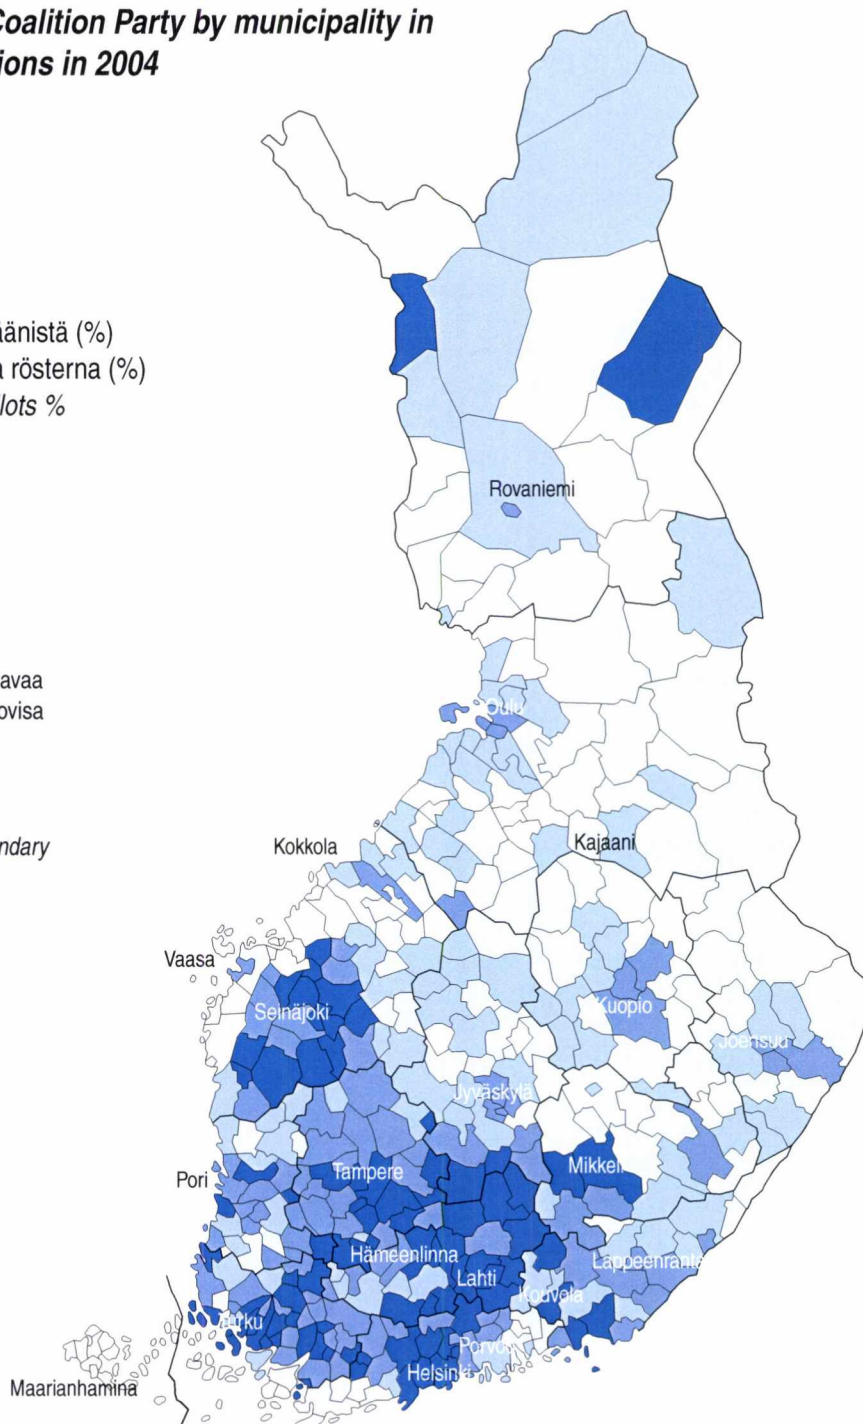 Coalition Party by municipality in
ions in 2004
äänistä (%)
a rösterna (%)
llots %
Rovaniemi
avaa
ovisa
Oulu
ndary
Kokkola
Kajaani
Vaasa
Seinäjoki
Kuopio
Joensuu
Jyväskylä
Pori
Tampere
Mikkeli
Hämeenlinna
Lappeenranta
Lahti
Kouvola
Turku
Porvoo
Helsinki
Maarianhamina